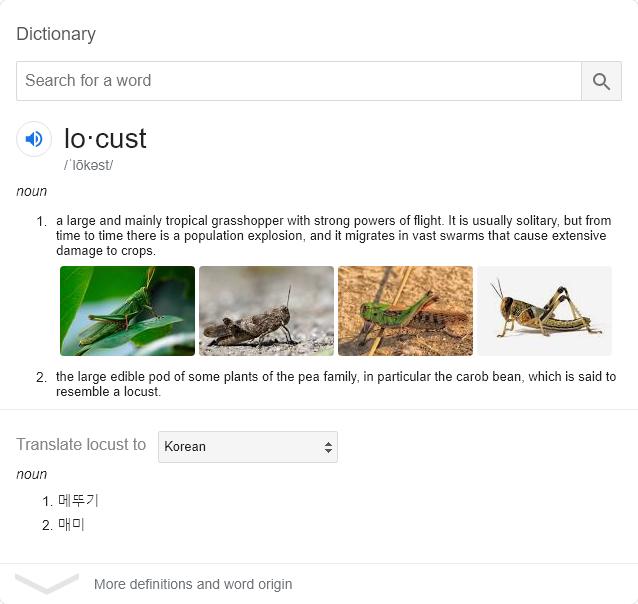 Dictionary
Search for a word
lo·cust
/ˈlōkəst/
noun
1. a large and mainly tropical grasshopper with strong powers of flight. It is usually solitary, but from
time to time there is a population explosion, and it migrates in vast swarms that cause extensive
damage to crops.
2. the large edible pod of some plants of the pea family, in particular the carob bean, which is said to
resemble a locust.
Translate locust to Korean
noun
1. 메뚜기
2. 매미
More definitions and word origin